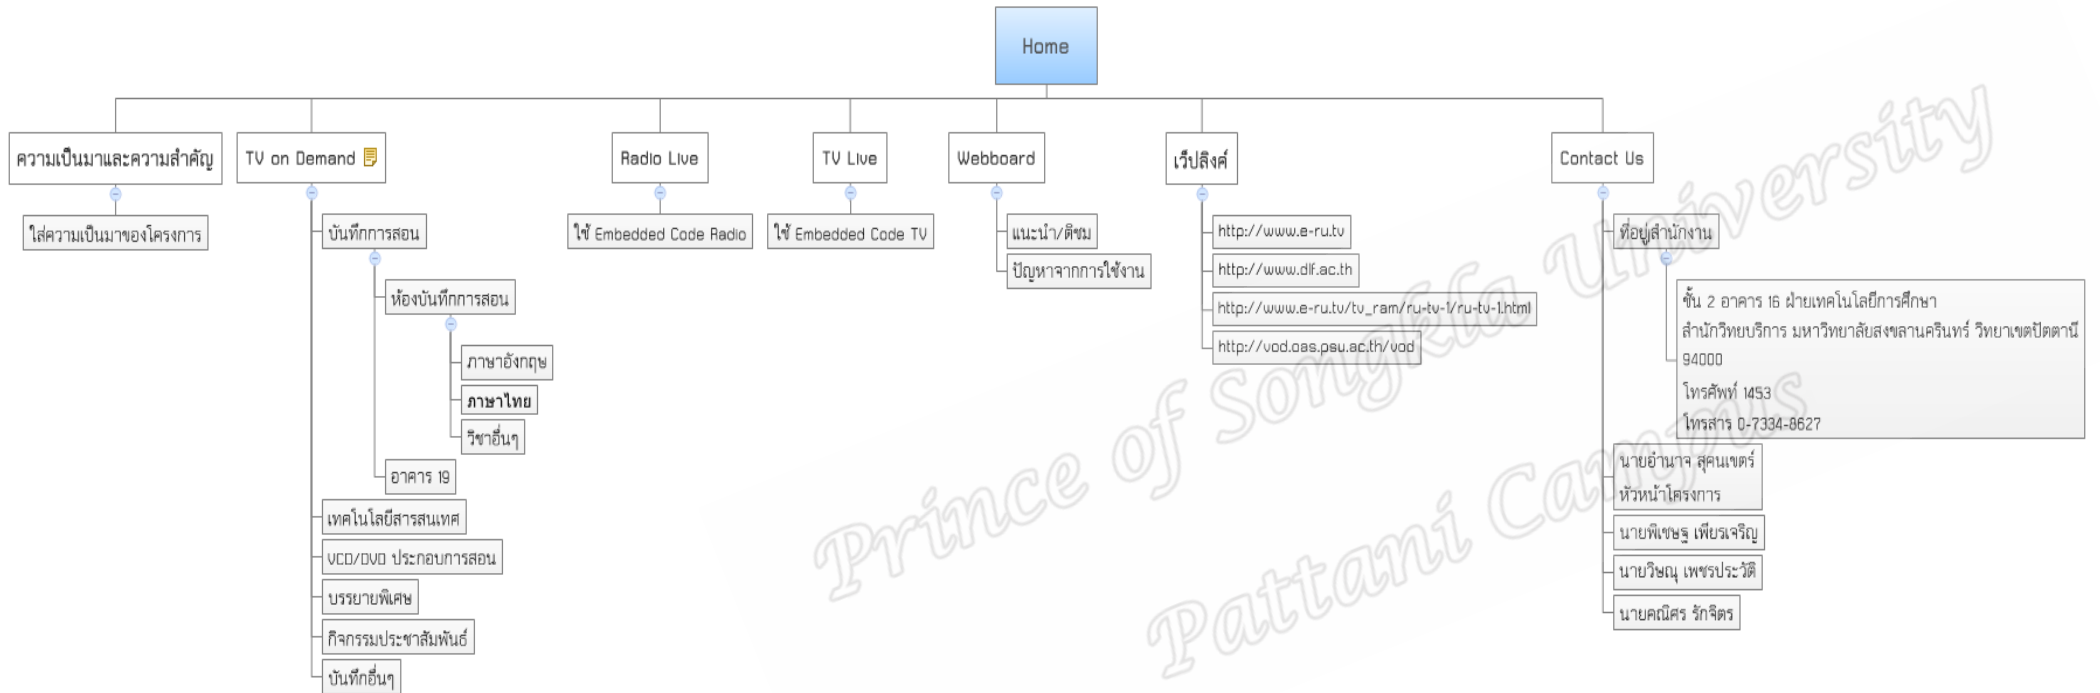 Home
ความเป็นมาและความสำคัญ
ใส่ความเป็นมาของโครงการ
TV on Demand
บันทึกการสอน
ห้องบันทึกการสอน
ภาษาอังกฤษ
ภาษาไทย
วิชาอื่นๆ
อาคาร 19
เทคโนโลยีสารสนเทศ
VCD/DVD ประกอบการสอน
บรรยายพิเศษ
กิจกรรมประชาสัมพันธ์
บันทึกอื่นๆ
Radio Live
ใช้ Embedded Code Radio
TV Live
ใช้ Embedded Code TV
Webboard
แนะนำ/ติชม
ปัญหาจากการใช้งาน
เว็ปลิงค์
http://www.e-ru.tv
http://www.dlf.ac.th
http://www.e-ru.tv/tv_ram/ru-tv-1/ru-tv-1.html
http://vod.oas.psu.ac.th/vod
Contact Us
ที่อยู่สำนักงาน
ชั้น 2 อาคาร 16 ฝ่ายเทคโนโลยีการศึกษา
สำนักวิทยบริการ มหาวิทยาลัยสงขลานครินทร์ วิทยาเขตปัตตานี
94000
โทรศัพท์ 1453
โทรสาร 0-7334-8627
นายอำนาจ สุคนเขตร์
หัวหน้าโครงการ
นายพิเชษฐ เพียรเจริญ
นายวิษณุ เพชรประวัติ
นายคณิศร รักจิตร
Prince of Songkla University
Pattani Campus